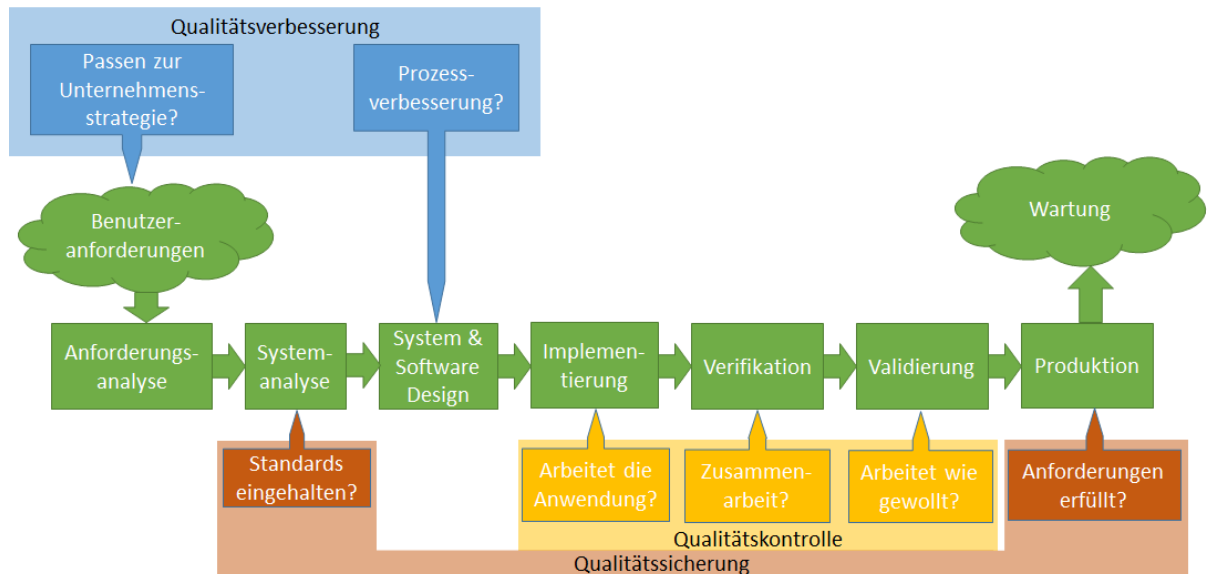 Qualitätsverbesserung
Passen zur
Unternehmens-
strategie?
Prozess-
verbesserung?
Benutzer-
anforderungen
Wartung
Anforderungs-
analyse
System-
analyse
System &
Software
Design
Implemen-
tierung
Verifikation
Validierung
Produktion
Standards
eingehalten?
Arbeitet die
Anwendung?
Zusammen-
arbeit?
Arbeitet wie
gewollt?
Anforderungen
erfüllt?
Qualitätskontrolle
Qualitätssicherung